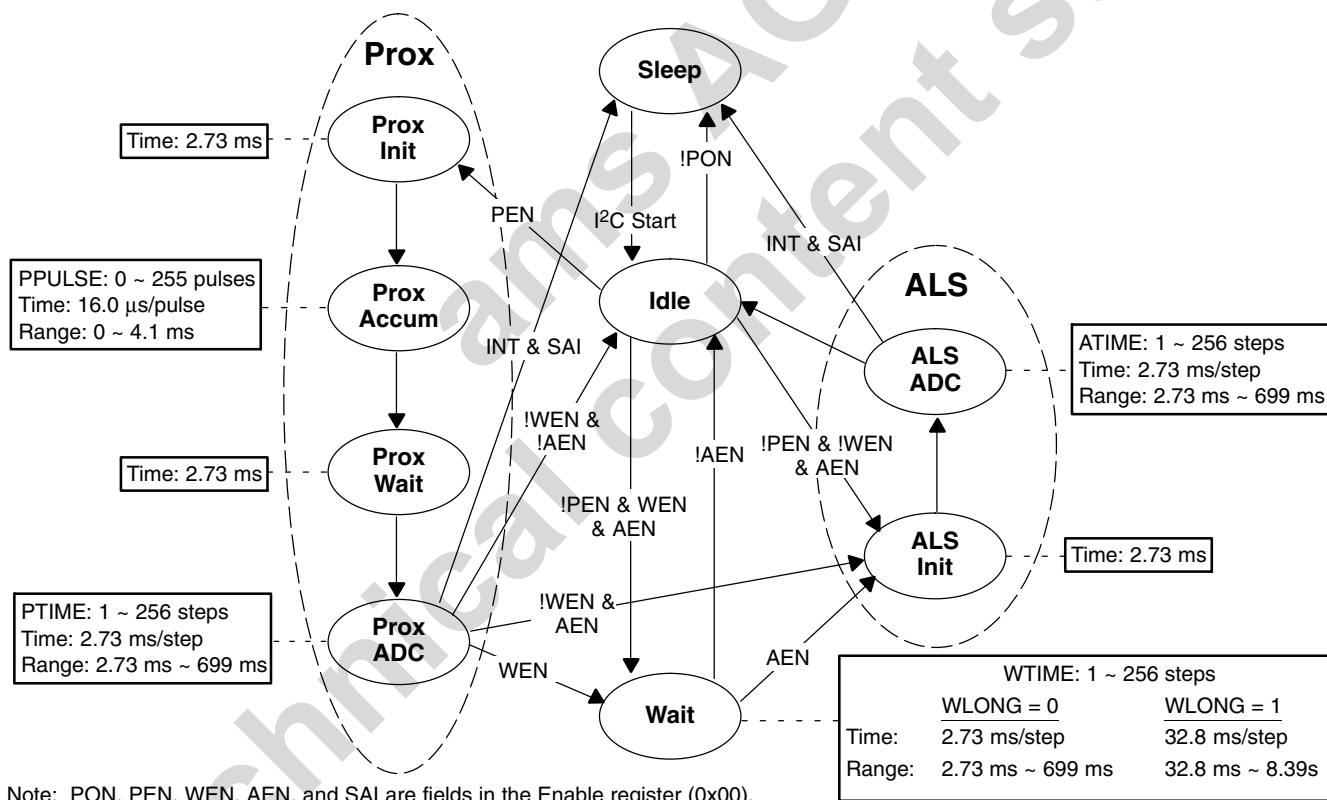 Prox
Sleep
Prox
Init
Time: 2.73 ms
!PON
PEN
I²C Start
INT & SAI
PPULSE: 0 ~ 255 pulses
Time: 16.0 μs/pulse
Range: 0 ~ 4.1 ms
Prox
Accum
Idle
ALS
INT & SAI
ALS
ADC
ATIME: 1 ~ 256 steps
Time: 2.73 ms/step
Range: 2.73 ms ~ 699 ms
!WEN &
!AEN
!AEN
!PEN & !WEN
& AEN
Prox
Wait
Time: 2.73 ms
!PEN & WEN
& AEN
ALS
Init
Time: 2.73 ms
PTIME: 1 ~ 256 steps
Time: 2.73 ms/step
Range: 2.73 ms ~ 699 ms
Prox
ADC
!WEN &
AEN
WEN
AEN
Wait
WTIME: 1 ~ 256 steps
WLONG = 0 WLONG = 1
Time: 2.73 ms/step 32.8 ms/step
Range: 2.73 ms ~ 699 ms 32.8 ms ~ 8.39s
Note: PON, PEN, WEN, AEN, and SAI are fields in the Enable register (0x00).
ams AG
technical content